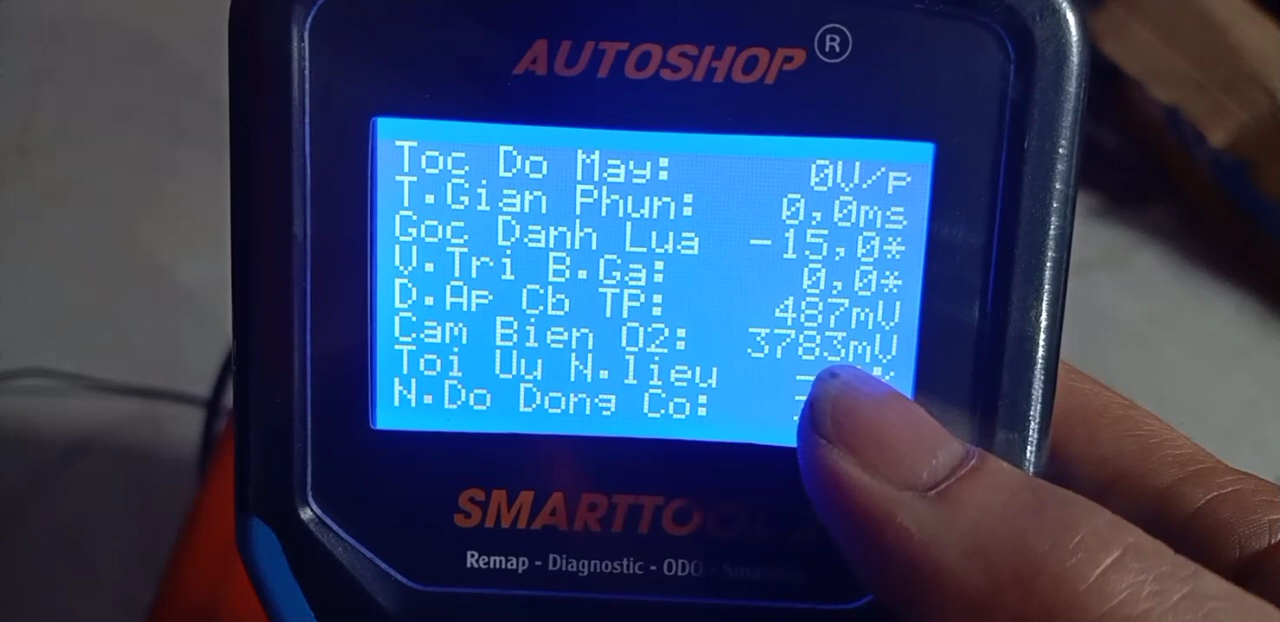 AUTOSHOP ®
Toc Do May: 0V/p
T.Gian Phun: 0,0ms
Goc Danh Lua -15,0*
V.Tri B.Ga: 0,0*
D.Ap Cb TP: 487mV
Cam Bien O2: 3783mV
Toi Uu N.lieu
N.Do Dong Co:
SMARTTOOL
Remap - Diagnostic - ODO -